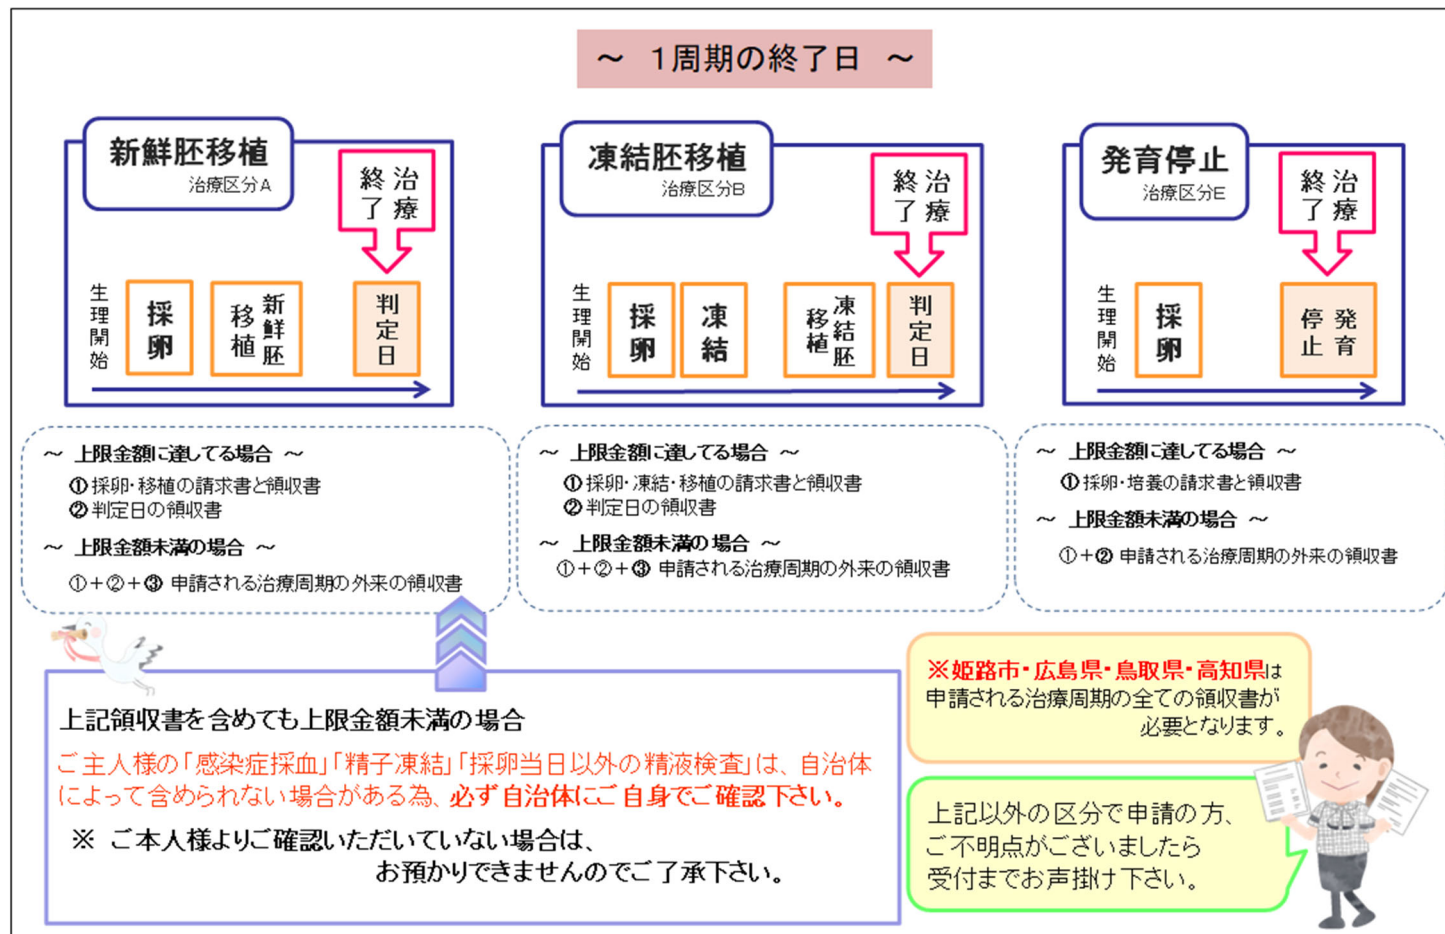 ～ 1周期の終了日 ～
新鮮胚移植
治療区分A
治療終了
生理開始
採卵
新鮮胚移植
判定日
凍結胚移植
治療区分B
治療終了
生理開始
採卵
凍結
凍結胚移植
判定日
発育停止
治療区分E
治療終了
生理開始
採卵
発育停止
～ 上限金額に達してる場合 ～
① 採卵・移植の請求書と領収書
② 判定日の領収書
～ 上限金額未満の場合 ～
①+②+③ 申請される治療周期の外来の領収書
～ 上限金額に達してる場合 ～
① 採卵・凍結・移植の請求書と領収書
② 判定日の領収書
～ 上限金額未満の場合 ～
①+②+③ 申請される治療周期の外来の領収書
～ 上限金額に達してる場合 ～
① 採卵・培養の請求書と領収書
～ 上限金額未満の場合 ～
①+② 申請される治療周期の外来の領収書
上記領収書を含めても上限金額未満の場合
ご主人様の「感染症採血」「精子凍結」「採卵当日以外の精液検査」は、自治体
によって含められない場合がある為、必ず自治体にご自身でご確認下さい。
※ ご本人様よりご確認いただいていない場合は、
お預かりできませんのでご了承下さい。
※姫路市・広島県・鳥取県・高知県は
申請される治療周期の全ての領収書が
必要となります。
上記以外の区分で申請の方、
ご不明点がございましたら
受付までお声掛け下さい。